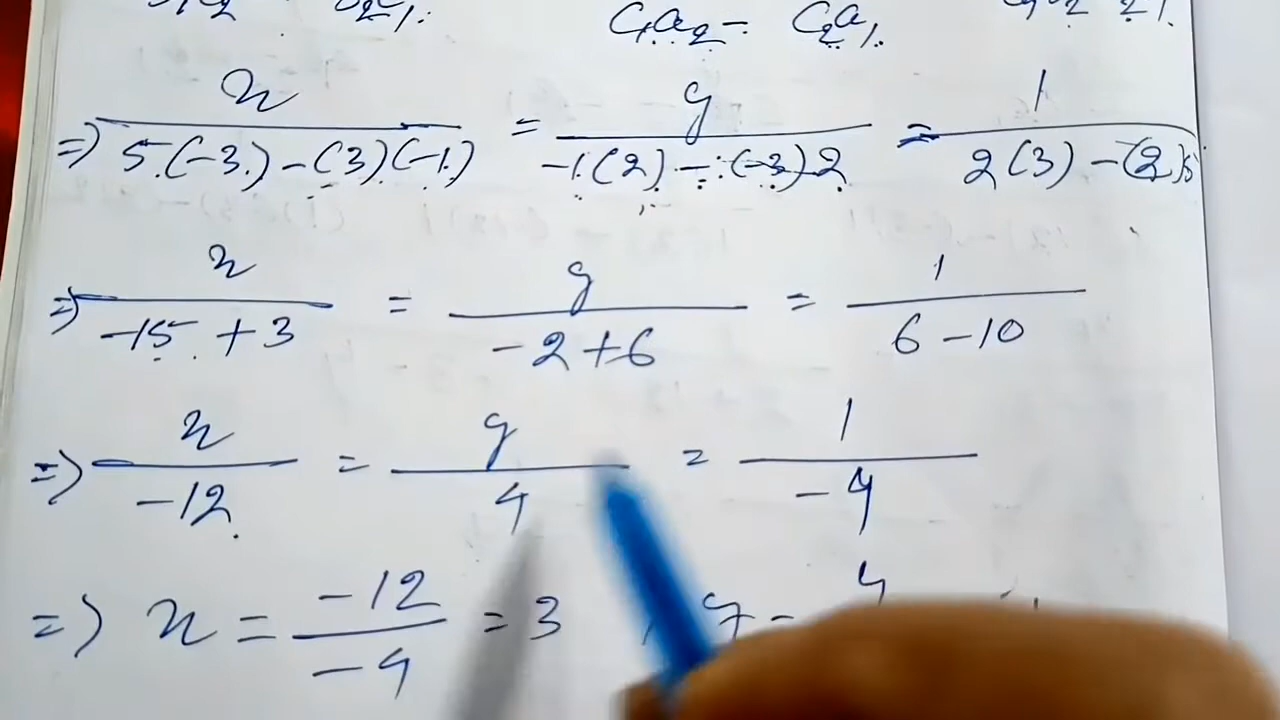 C₁a₂ - C₂a₁
=> x/(5(-3)-(3)(-1)) = y/(-1(2)-(-3)2) = 1/(2(3)-(2)5)
=> x/(-15+3) = y/(-2+6) = 1/(6-10)
=> x/(-12) = y/4 = 1/(-4)
=> x = -12/-4 = 3, y =